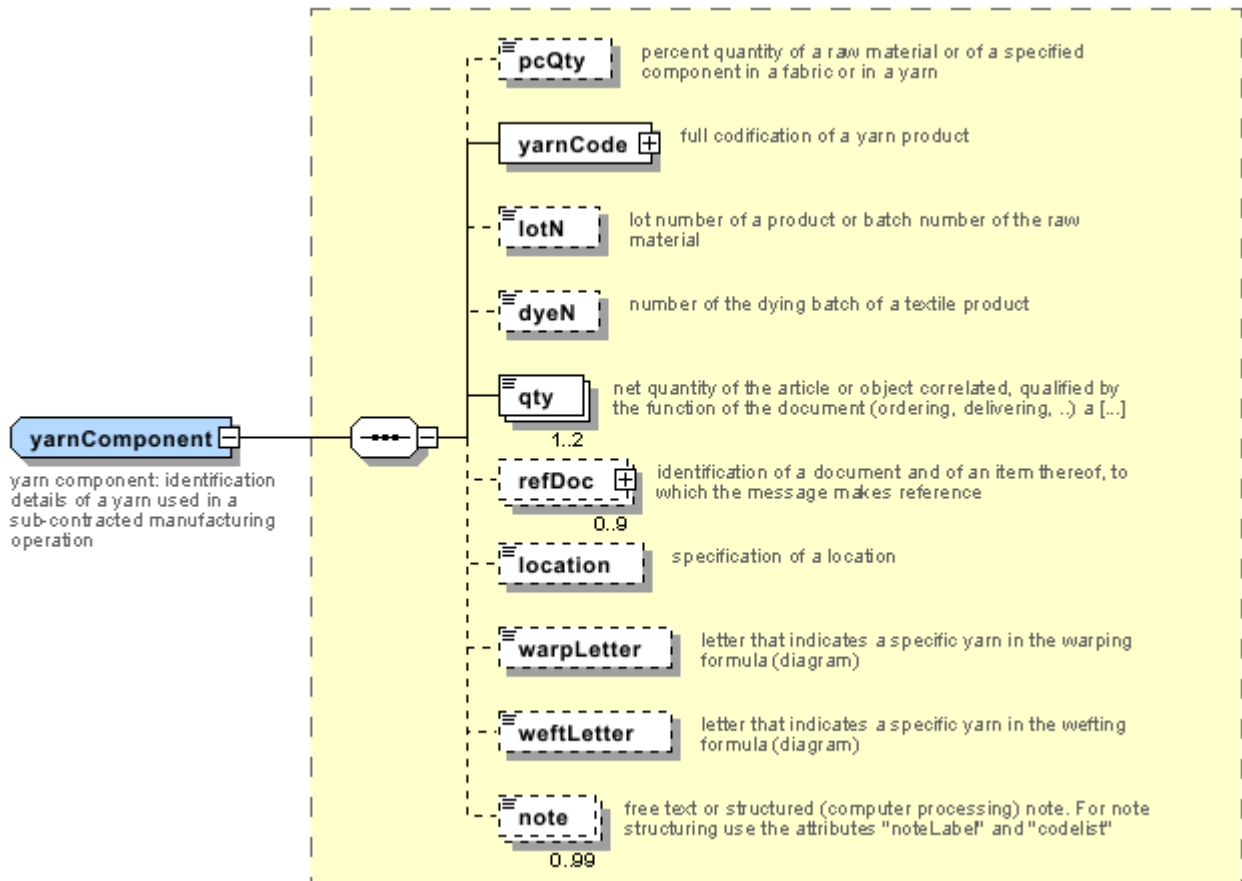 pcQty
percent quantity of a raw material or of a specified
component in a fabric or in a yarn
yarnCode
full codification of a yarn product
lotN
lot number of a product or batch number of the raw
material
dyeN
number of the dying batch of a textile product
qty
net quantity of the article or object correlated, qualified by
the function of the document (ordering, delivering, ..) a [...]
1..2
yarnComponent
yarn component: identification
details of a yarn used in a
sub-contracted manufacturing
operation
refDoc
identification of a document and of an item thereof, to
which the message makes reference
0..9
location
specification of a location
warpLetter
letter that indicates a specific yarn in the warping
formula (diagram)
weftLetter
letter that indicates a specific yarn in the wefting
formula (diagram)
note
free text or structured (computer processing) note. For note
structuring use the attributes "noteLabel" and "codelist"
0..99